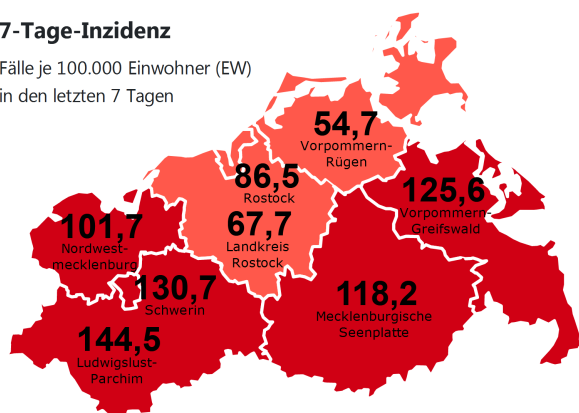 7-Tage-Inzidenz
Fälle je 100.000 Einwohner (EW)
in den letzten 7 Tagen
54,7
Vorpommern-
Rügen
86,5
Rostock
125,6
Vorpommern-
Greifswald
67,7
Landkreis
Rostock
101,7
Nordwest-
mecklenburg
130,7
Schwerin
118,2
Mecklenburgische
Seenplatte
144,5
Ludwigslust-
Parchim